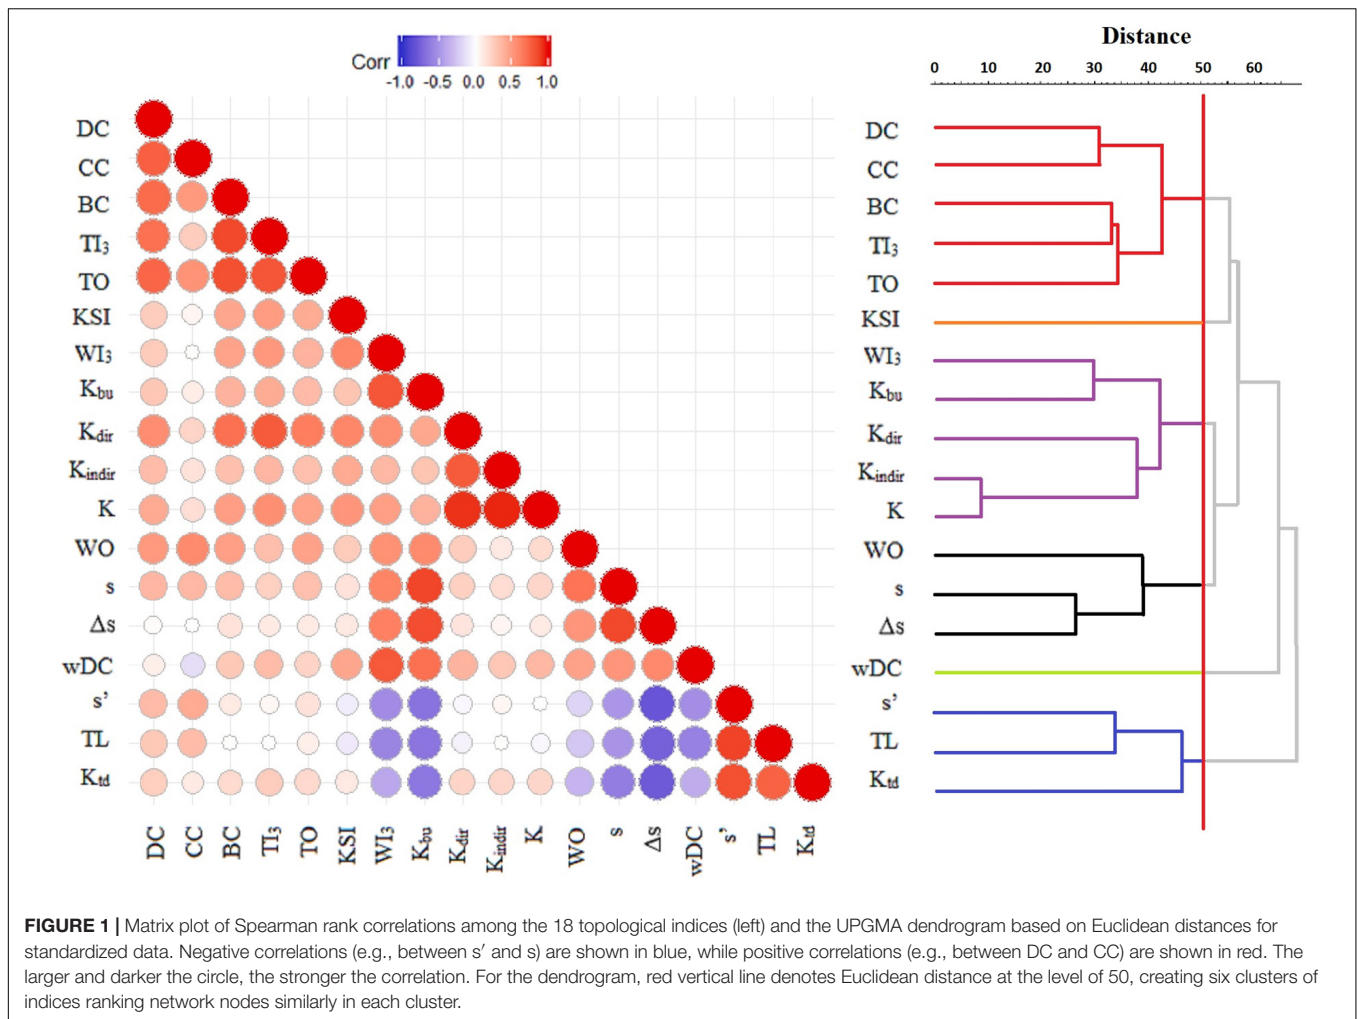 Corr
-1.0 -0.5 0.0 0.5 1.0
DC
CC
BC
TI3
TO
KSI
WI3
Kbu
Kdir
Kindir
K
WO
s
Δs
wDC
s’
TL
Ktd
DC CC BC TI3 TO KSI WI3 Kbu Kdir Kindir K WO s Δs wDC s’ TL Ktd
Distance
0 10 20 30 40 50 60
DC
CC
BC
TI3
TO
KSI
WI3
Kbu
Kdir
Kindir
K
WO
s
Δs
wDC
s’
TL
Ktd
FIGURE 1 | Matrix plot of Spearman rank correlations among the 18 topological indices (left) and the UPGMA dendrogram based on Euclidean distances for
standardized data. Negative correlations (e.g., between s′ and s) are shown in blue, while positive correlations (e.g., between DC and CC) are shown in red. The
larger and darker the circle, the stronger the correlation. For the dendrogram, red vertical line denotes Euclidean distance at the level of 50, creating six clusters of
indices ranking network nodes similarly in each cluster.